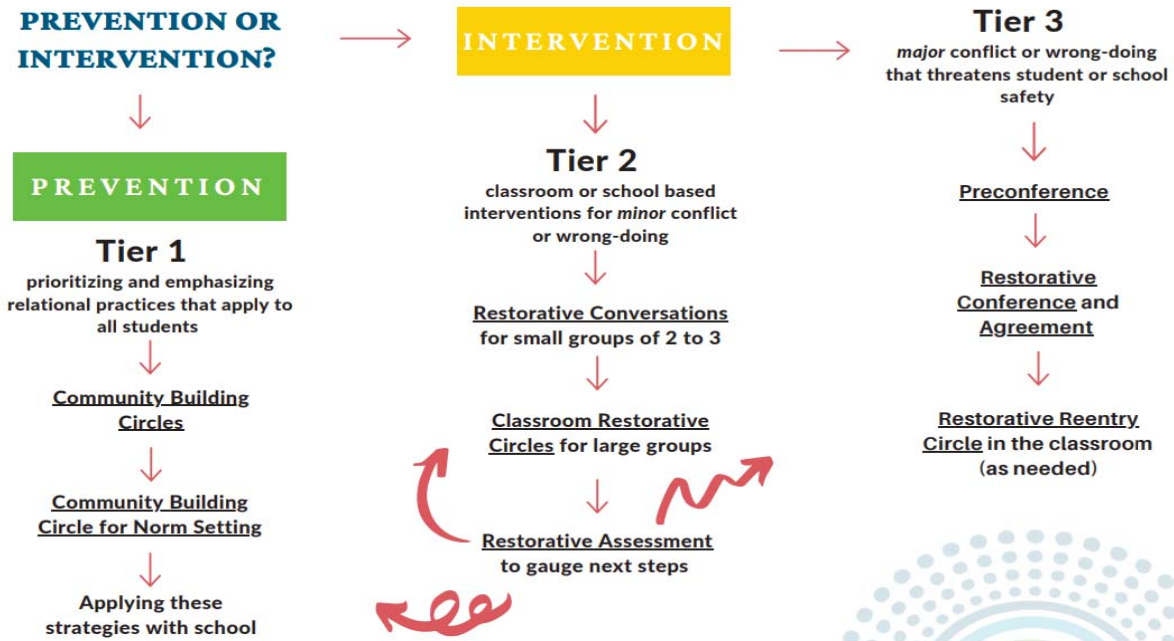 PREVENTION OR
INTERVENTION?
PREVENTION
Tier 1
prioritizing and emphasizing
relational practices that apply to
all students
Community Building
Circles
Community Building
Circle for Norm Setting
Applying these
strategies with school
INTERVENTION
Tier 2
classroom or school based
interventions for minor conflict
or wrong-doing
Restorative Conversations
for small groups of 2 to 3
Classroom Restorative
Circles for large groups
Restorative Assessment
to gauge next steps
Tier 3
major conflict or wrong-doing
that threatens student or school
safety
Preconference
Restorative
Conference and
Agreement
Restorative Reentry
Circle in the classroom
(as needed)